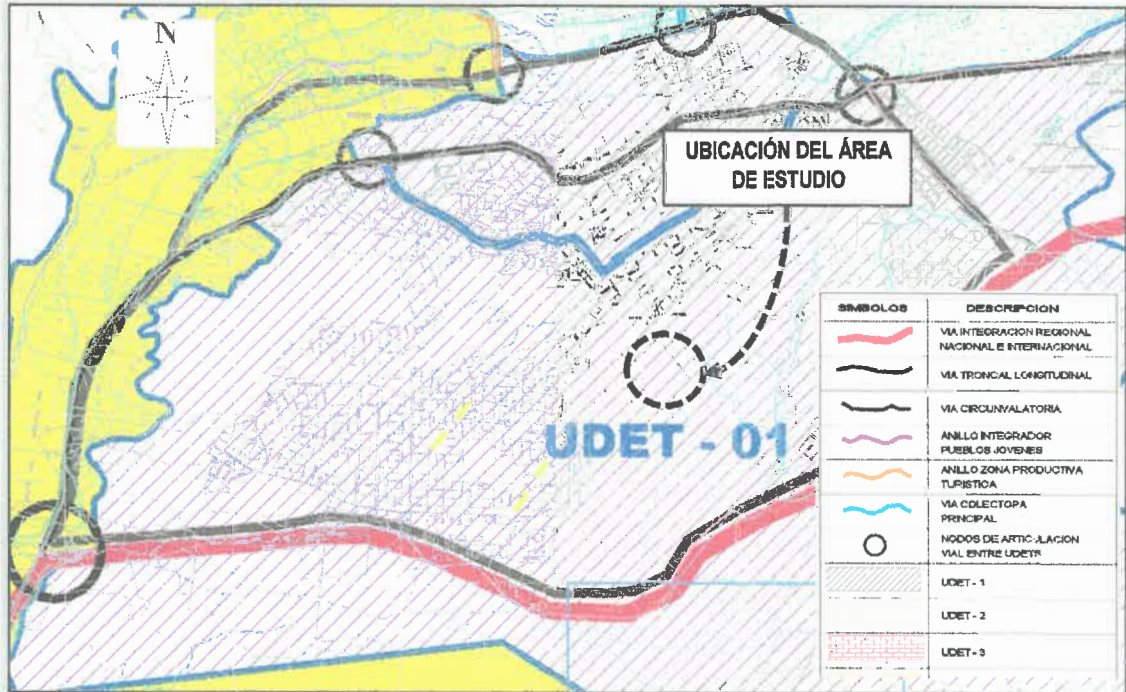 N
UBICACIÓN DEL ÁREA
DE ESTUDIO
UDET - 01
SIMBOLOS DESCRIPCION
VIA INTEGRACION REGIONAL
NACIONAL E INTERNACIONAL
VIA TRONCAL LONGITUDINAL
VIA CIRCUNVALATORIA
ANILLO INTEGRADOR
PUEBLOS JOVENES
ANILLO ZONA PRODUCTIVA
TURISTICA
VIA COLECTOPA
PRINCIPAL
NODOS DE ARTICULACION
VIAL ENTRE UDETS
UDET - 1
UDET - 2
UDET - 3